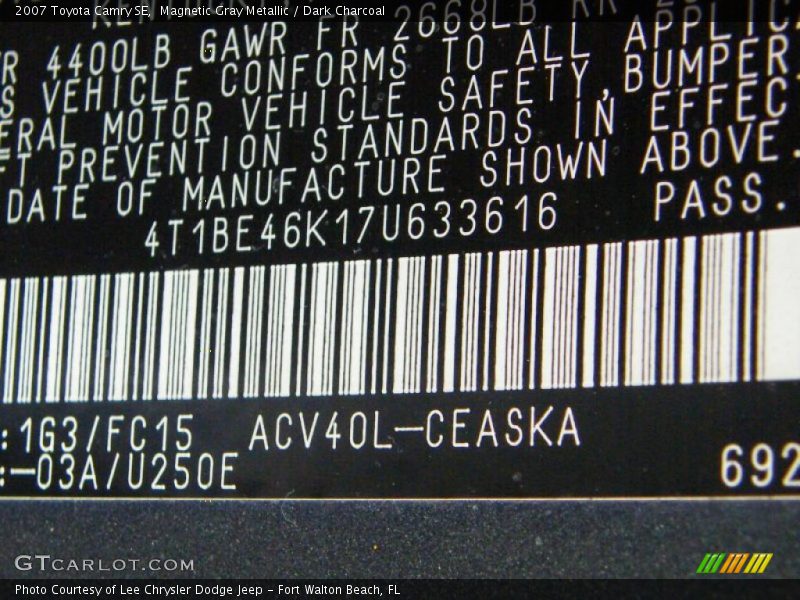 2007 Toyota Camry SE, Magnetic Gray Metallic / Dark Charcoal
2668LB RR
4400LB GAWR FR
S VEHICLE CONFORMS TO ALL APPLIC
ERAL MOTOR VEHICLE SAFETY, BUMPER
FT PREVENTION STANDARDS IN EFFEC
DATE OF MANUFACTURE SHOWN ABOVE.
4T1BE46K17U633616 PASS.
:1G3/FC15 ACV40L-CEASKA
:-03A/U250E 692
GTCARLOT.COM
Photo Courtesy of Lee Chrysler Dodge Jeep - Fort Walton Beach, FL